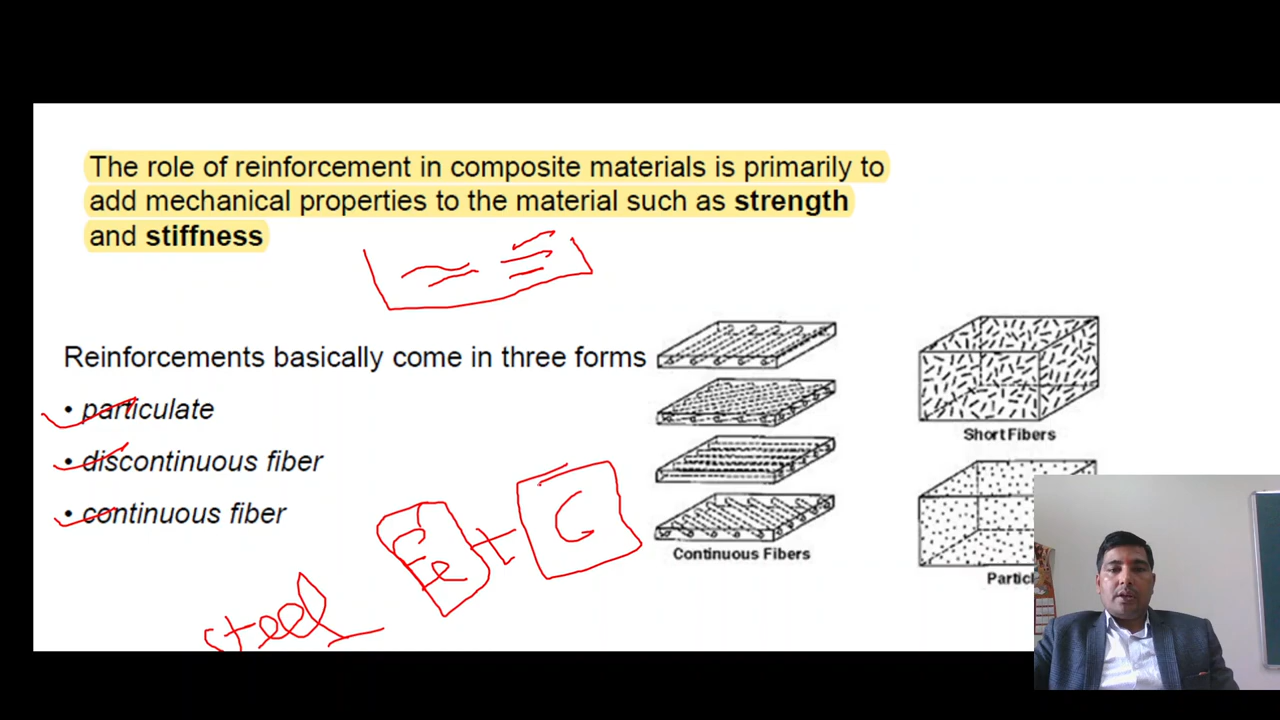 The role of reinforcement in composite materials is primarily to
add mechanical properties to the material such as strength
and stiffness
Reinforcements basically come in three forms
• particulate
• discontinuous fiber
• continuous fiber
Short Fibers
Continuous Fibers
Particl
Fe + C
steel